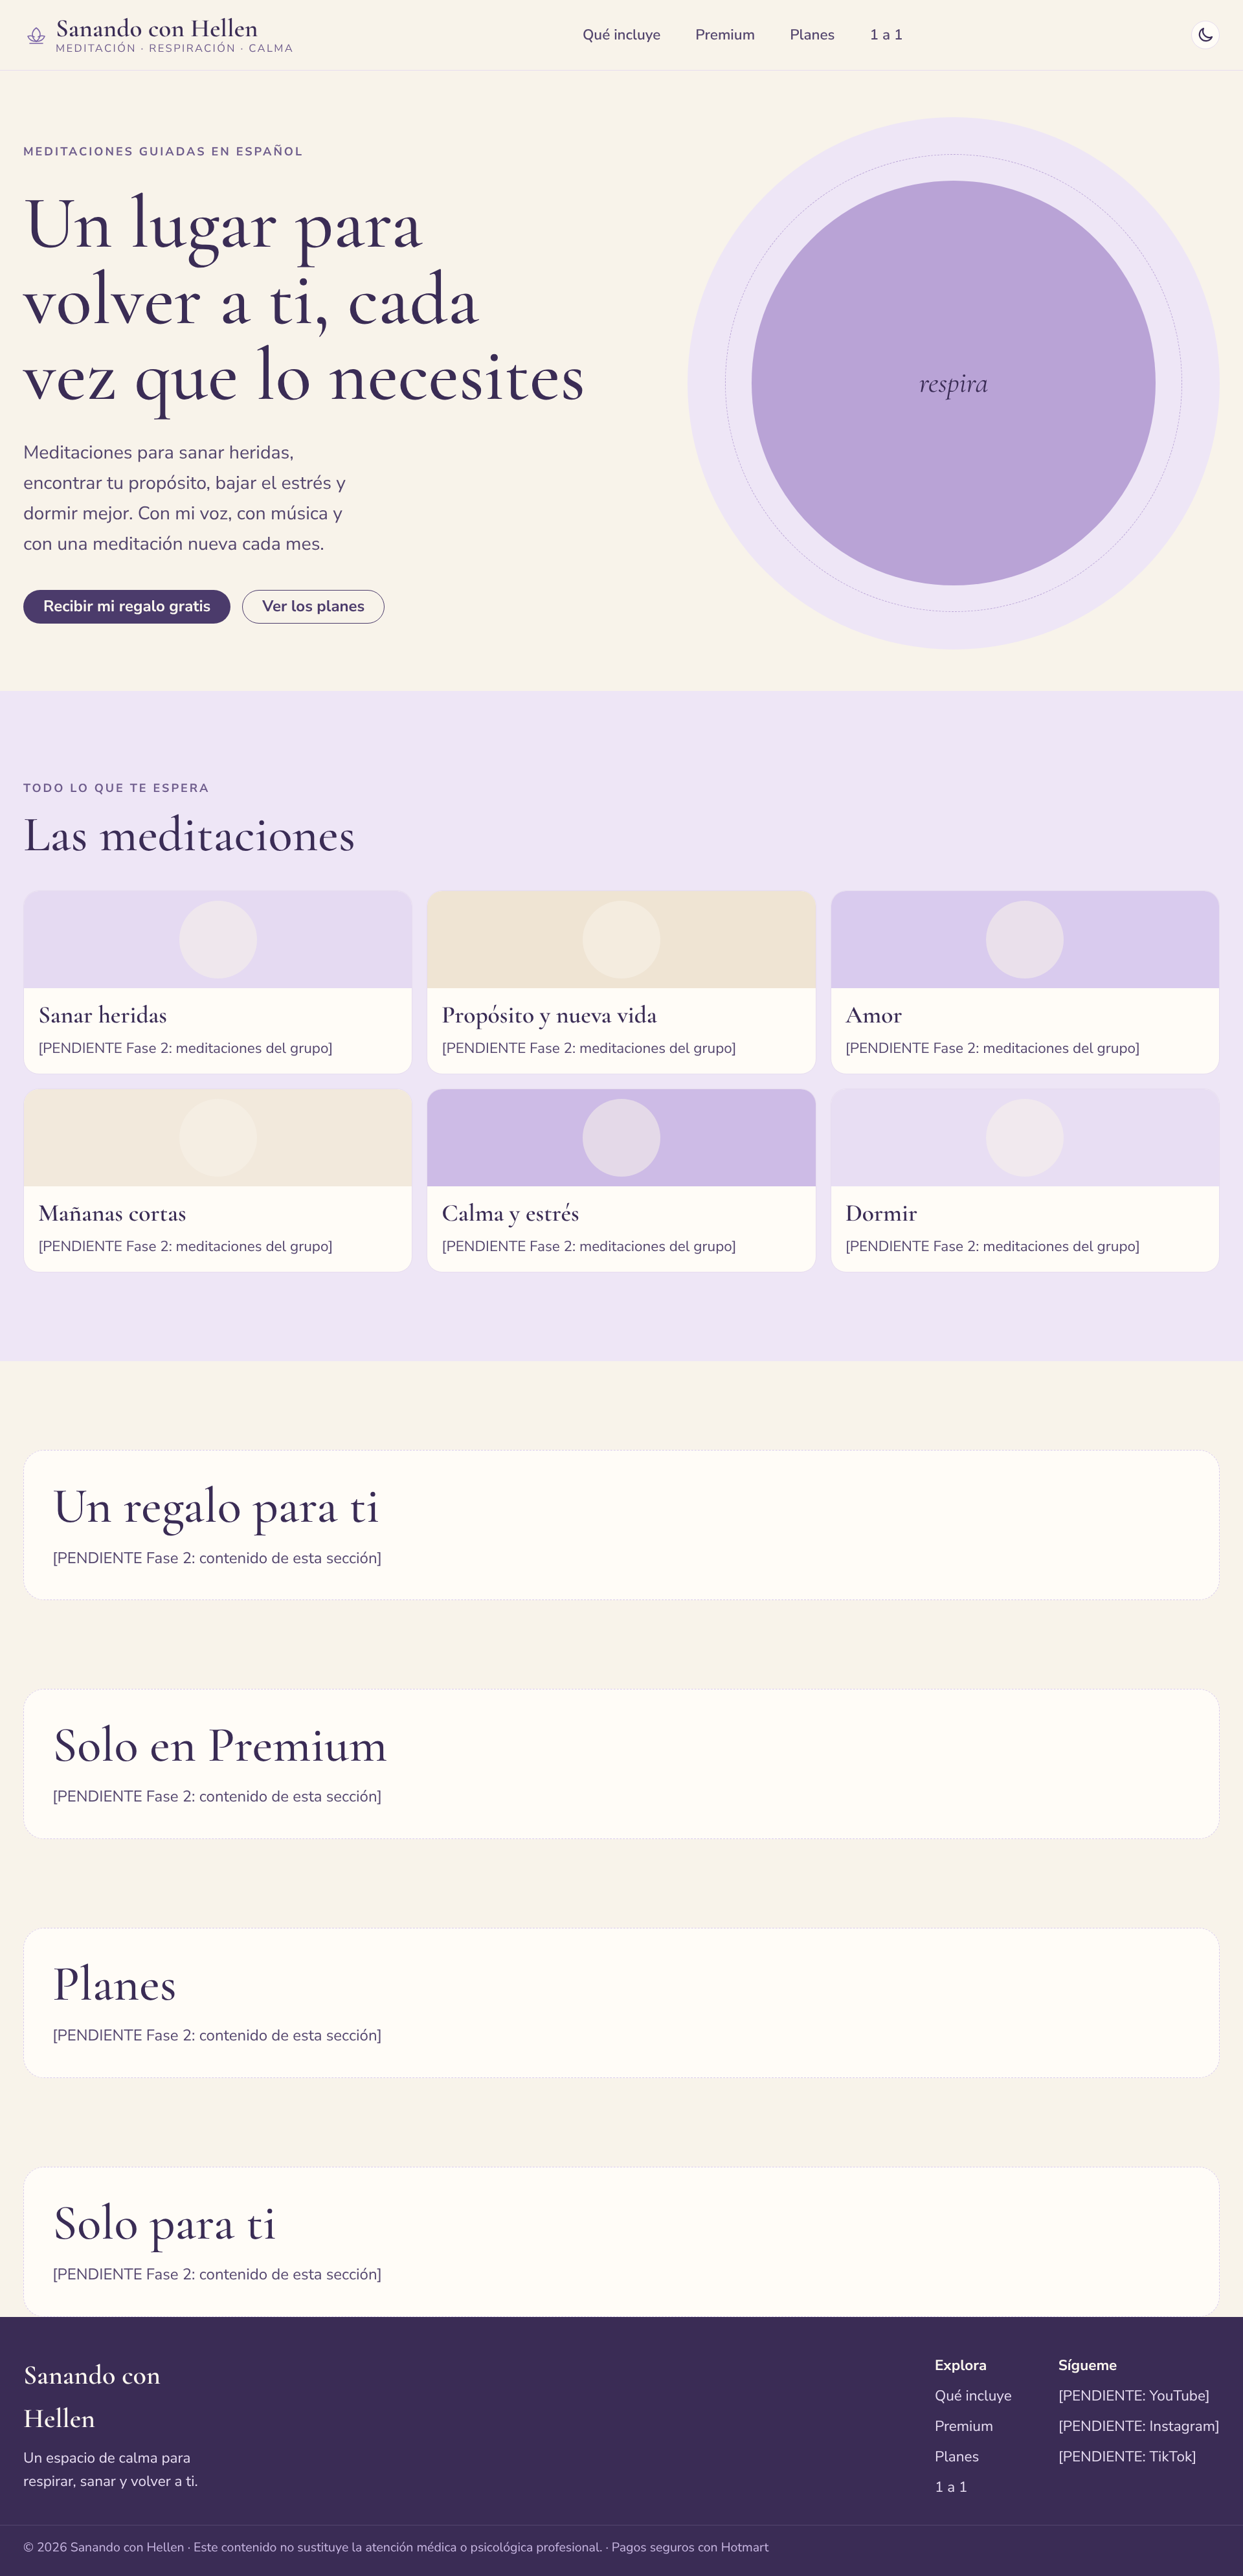 Sanando con Hellen
MEDITACIÓN · RESPIRACIÓN · CALMA
Qué incluye
Premium
Planes
1 a 1
MEDITACIONES GUIADAS EN ESPAÑOL
Un lugar para
volver a ti, cada
vez que lo necesites
Meditaciones para sanar heridas,
encontrar tu propósito, bajar el estrés y
dormir mejor. Con mi voz, con música y
con una meditación nueva cada mes.
Recibir mi regalo gratis
Ver los planes
respira
TODO LO QUE TE ESPERA
Las meditaciones
Sanar heridas
[PENDIENTE Fase 2: meditaciones del grupo]
Propósito y nueva vida
[PENDIENTE Fase 2: meditaciones del grupo]
Amor
[PENDIENTE Fase 2: meditaciones del grupo]
Mañanas cortas
[PENDIENTE Fase 2: meditaciones del grupo]
Calma y estrés
[PENDIENTE Fase 2: meditaciones del grupo]
Dormir
[PENDIENTE Fase 2: meditaciones del grupo]
Un regalo para ti
[PENDIENTE Fase 2: contenido de esta sección]
Solo en Premium
[PENDIENTE Fase 2: contenido de esta sección]
Planes
[PENDIENTE Fase 2: contenido de esta sección]
Solo para ti
[PENDIENTE Fase 2: contenido de esta sección]
Sanando con
Hellen
Un espacio de calma para
respirar, sanar y volver a ti.
Explora
Qué incluye
Premium
Planes
1 a 1
Sígueme
[PENDIENTE: YouTube]
[PENDIENTE: Instagram]
[PENDIENTE: TikTok]
© 2026 Sanando con Hellen · Este contenido no sustituye la atención médica o psicológica profesional. · Pagos seguros con Hotmart